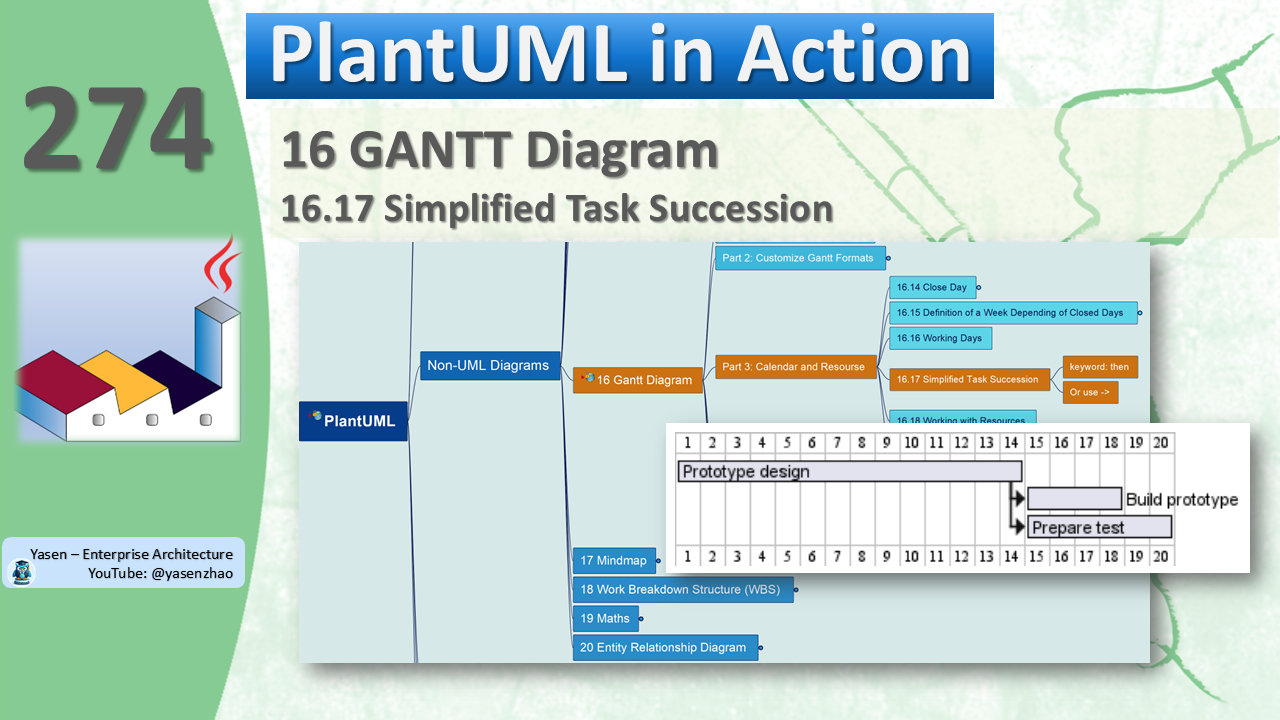 PlantUML in Action
274
16 GANTT Diagram
16.17 Simplified Task Succession
Part 2: Customize Gantt Formats
16.14 Close Day
16.15 Definition of a Week Depending of Closed Days
16.16 Working Days
Non-UML Diagrams
Part 3: Calendar and Resourse
keyword: then
16 Gantt Diagram
16.17 Simplified Task Succession
Or use ->
PlantUML
16.18 Working with Resources
1 2 3 4 5 6 7 8 9 10 11 12 13 14 15 16 17 18 19 20
Prototype design
Build prototype
Prepare test
1 2 3 4 5 6 7 8 9 10 11 12 13 14 15 16 17 18 19 20
Yasen – Enterprise Architecture
YouTube: @yasenzhao
17 Mindmap
18 Work Breakdown Structure (WBS)
19 Maths
20 Entity Relationship Diagram